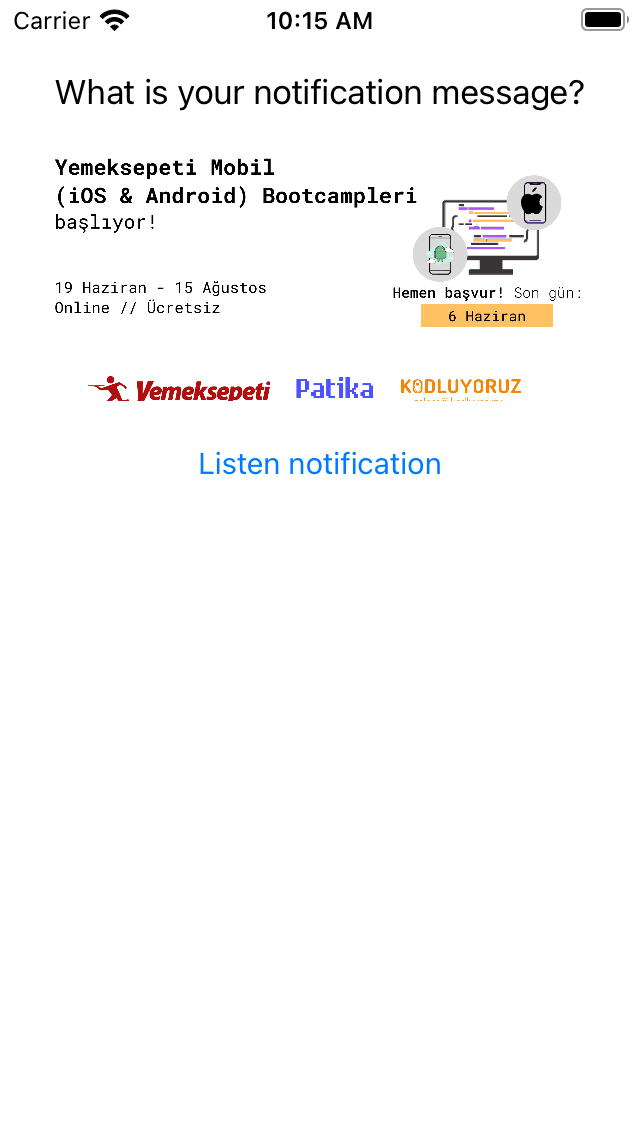 Carrier 10:15 AM
What is your notification message?
Yemeksepeti Mobil
(iOS & Android) Bootcampleri
başlıyor!
19 Haziran - 15 Ağustos
Online // Ücretsiz
Hemen başvur! Son gün:
6 Haziran
Yemeksepeti Patika KODLUYORUZ
Listen notification